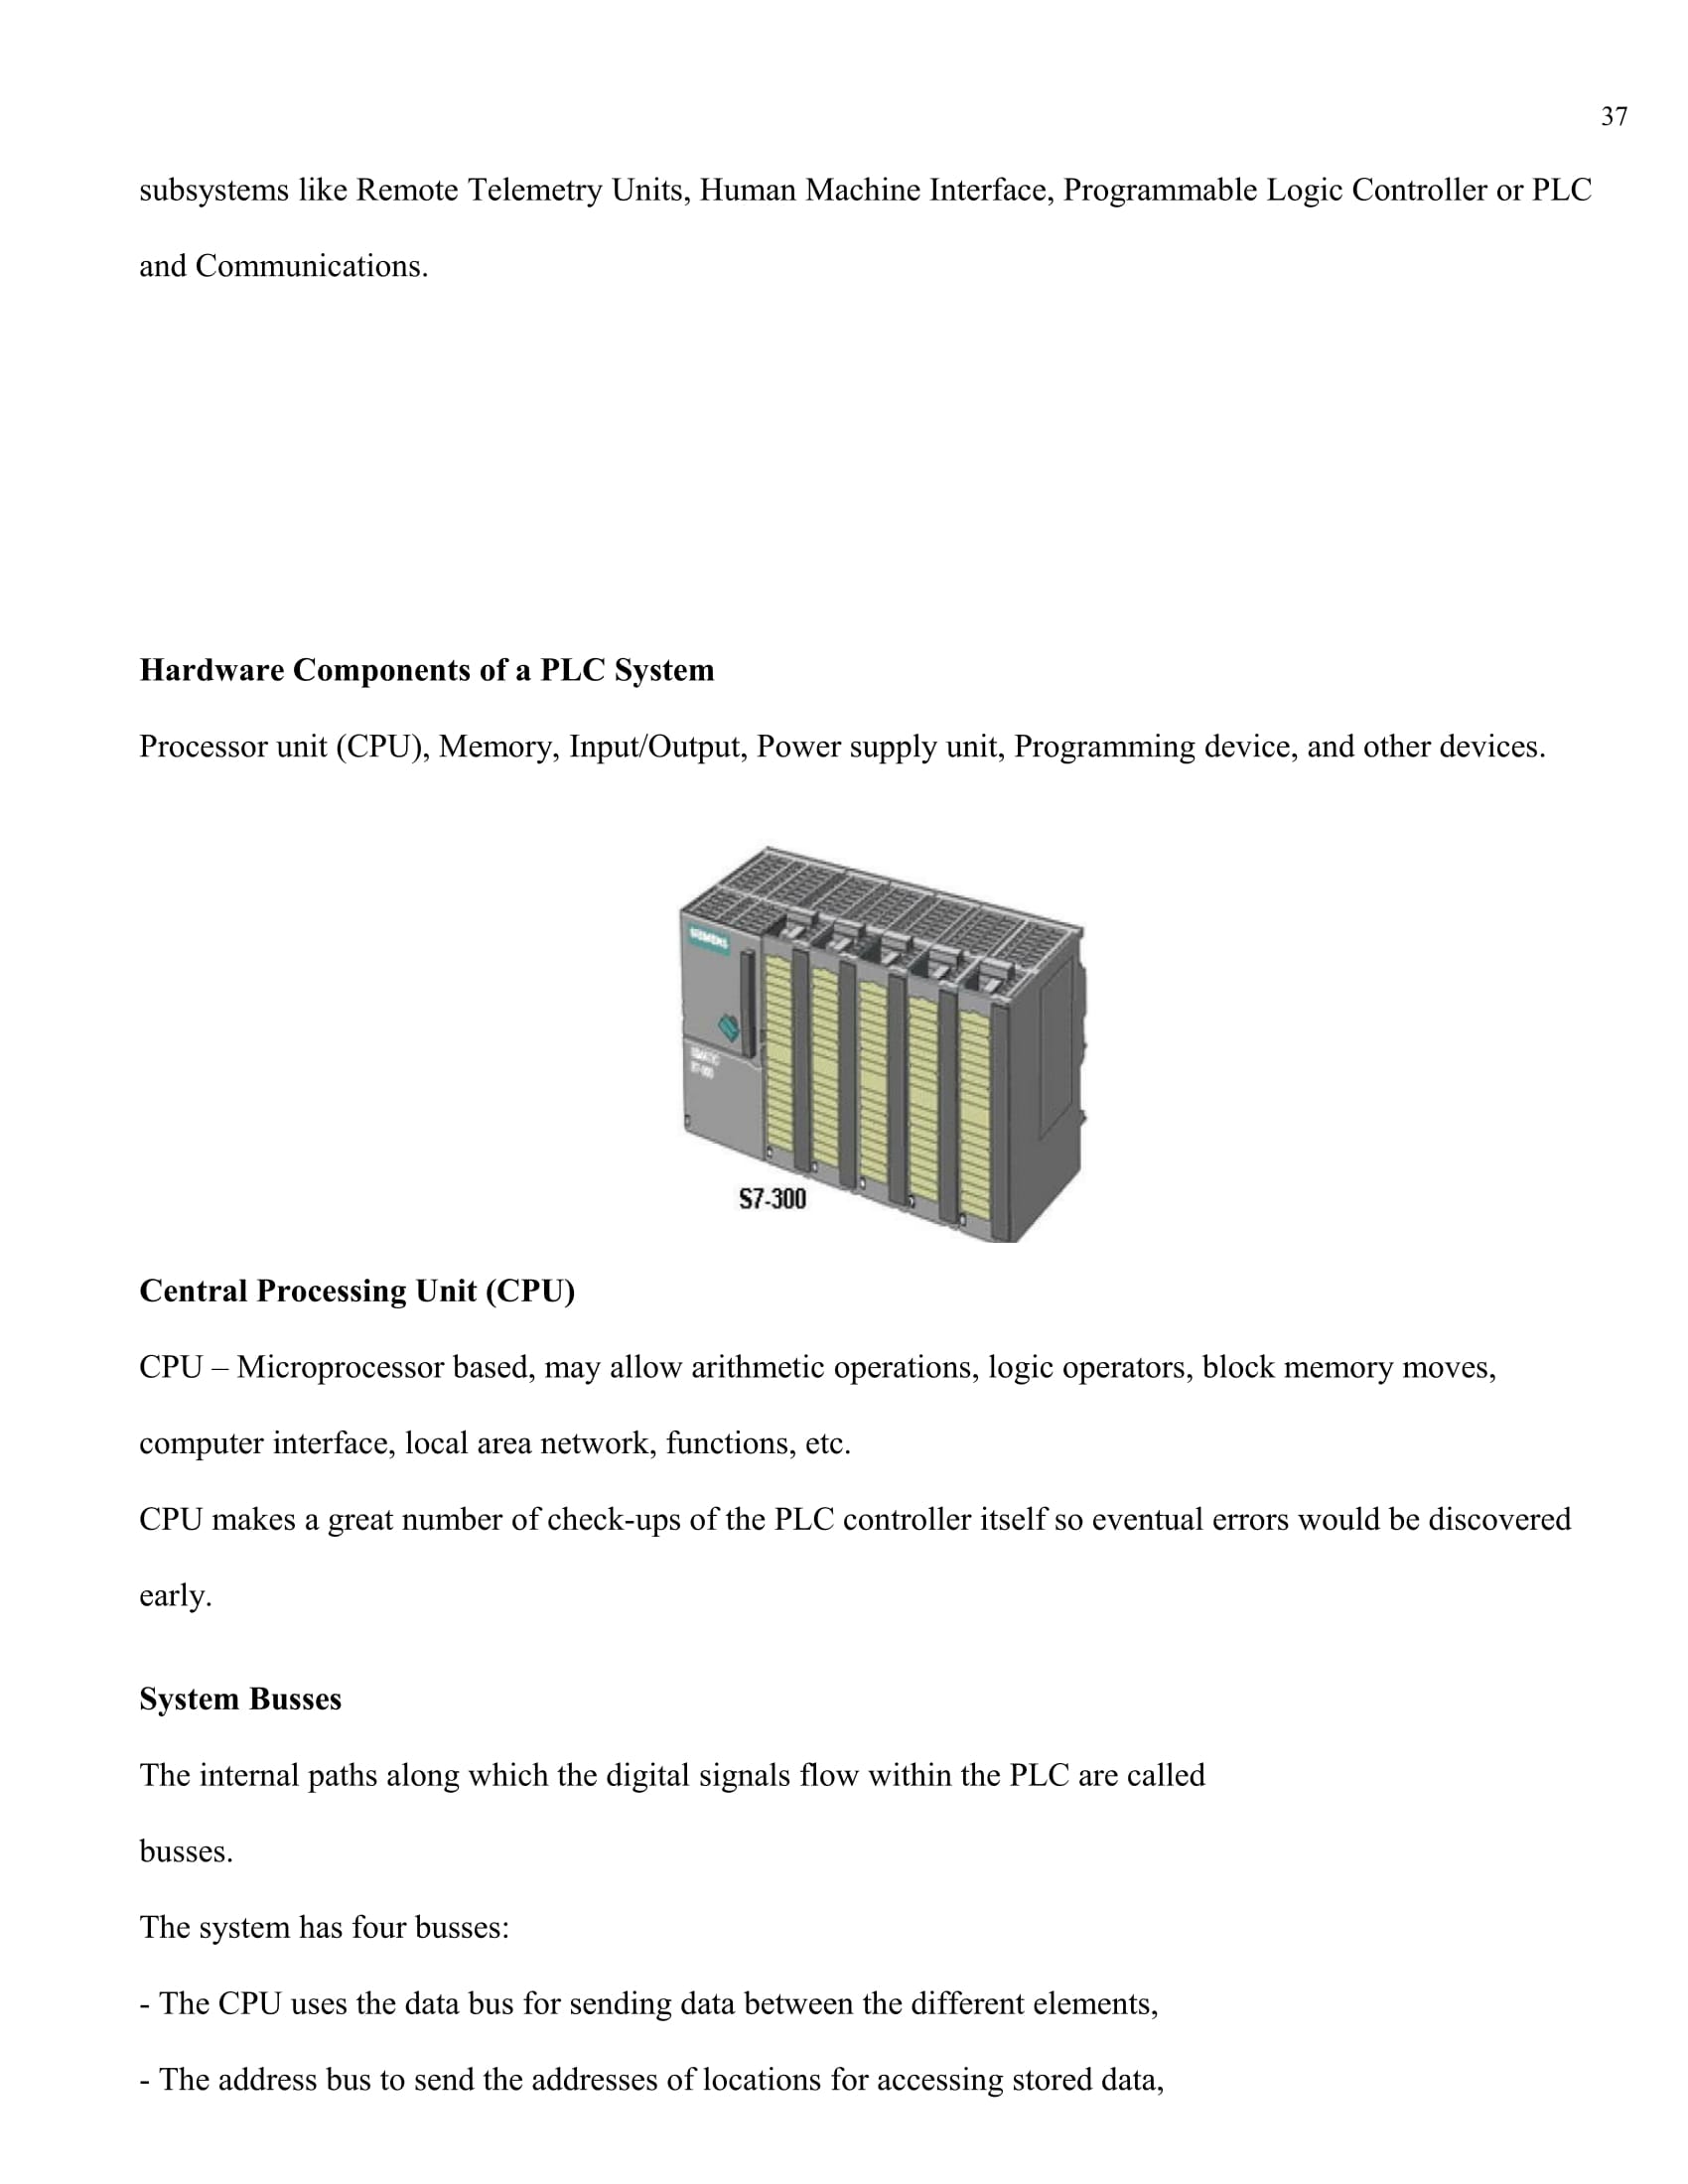 37
subsystems like Remote Telemetry Units, Human Machine Interface, Programmable Logic Controller or PLC
and Communications.
Hardware Components of a PLC System
Processor unit (CPU), Memory, Input/Output, Power supply unit, Programming device, and other devices.
SIEMENS
SIMATIC
S7-300
S7-300
Central Processing Unit (CPU)
CPU – Microprocessor based, may allow arithmetic operations, logic operators, block memory moves,
computer interface, local area network, functions, etc.
CPU makes a great number of check-ups of the PLC controller itself so eventual errors would be discovered
early.
System Busses
The internal paths along which the digital signals flow within the PLC are called
busses.
The system has four busses:
- The CPU uses the data bus for sending data between the different elements,
- The address bus to send the addresses of locations for accessing stored data,